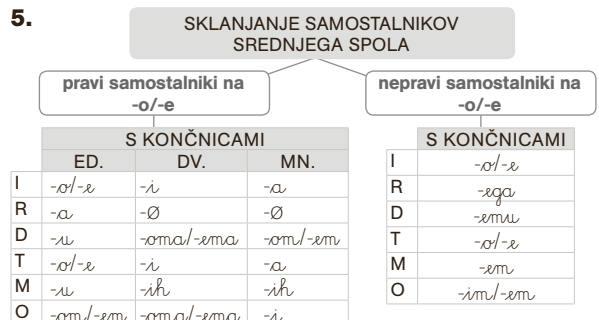 5.
SKLANJANJE SAMOSTALNIKOV
SREDNJEGA SPOLA
pravi samostalniki na
-o/-e
nepravi samostalniki na
-o/-e
S KONČNICAMI
ED. DV. MN.
I -o/-e -i -a
R -a -Ø -Ø
D -u -oma/-ema -om/-em
T -o/-e -i -a
M -u -ih -ih
O -om/-em -oma/-ema -i
S KONČNICAMI
I -o/-e
R -ega
D -emu
T -o/-e
M -em
O -im/-em